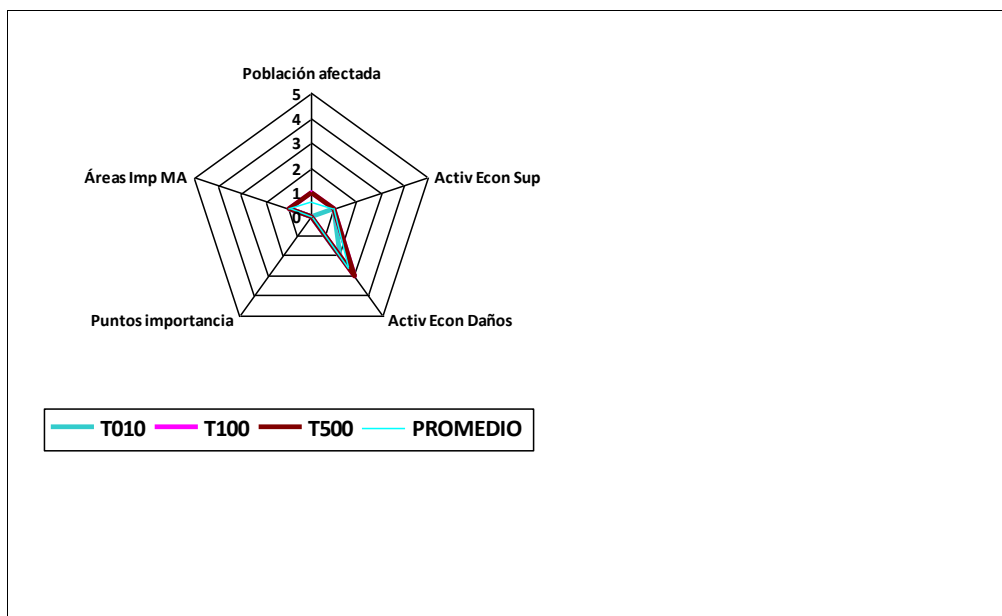 Población afectada
5
4
3
2
1
0
Áreas Imp MA
Activ Econ Sup
Puntos importancia
Activ Econ Daños
T010 T100 T500 PROMEDIO